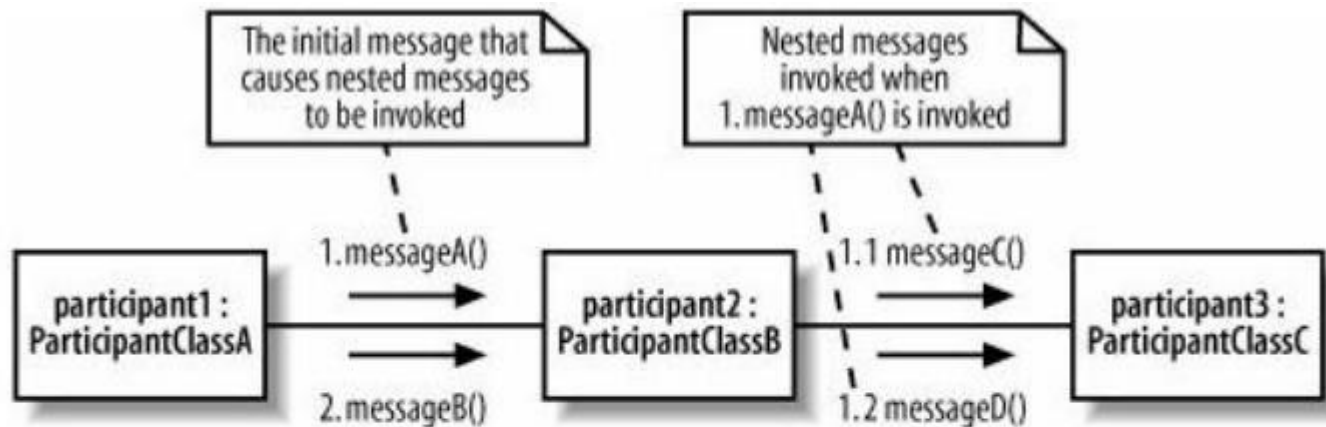 The initial message that
causes nested messages
to be invoked
Nested messages
invoked when
1. messageA() is invoked
1. messageA()
1.1 messageC()
participant1 :
ParticipantClassA
participant2 :
ParticipantClassB
participant3 :
ParticipantClassC
2. messageB()
1.2 messageD()